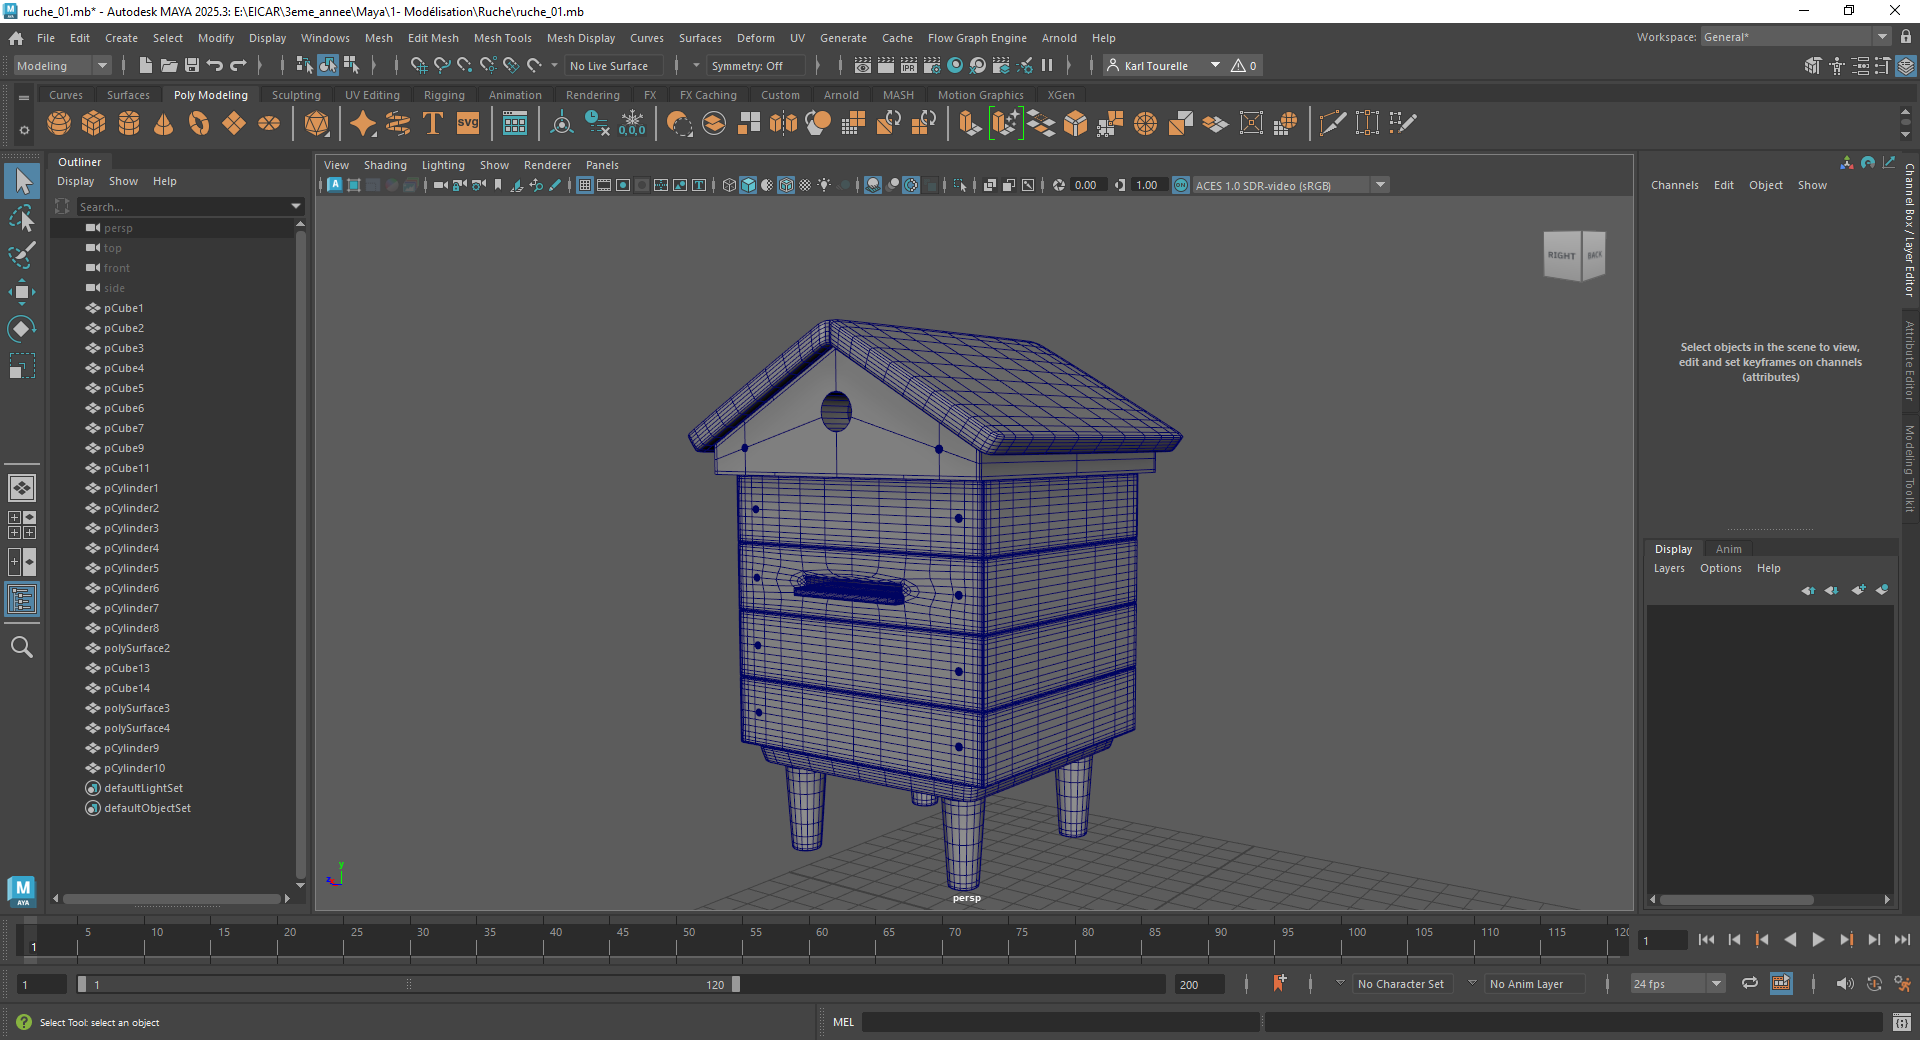 ruche_01.mb* - Autodesk MAYA 2025.3: E:\EICAR\3eme_annee\Maya\1- Modélisation\Ruche\ruche_01.mb
File Edit Create Select Modify Display Windows Mesh Edit Mesh Mesh Tools Mesh Display Curves Surfaces Deform UV Generate Cache Flow Graph Engine Arnold Help
Workspace: General*
Modeling
No Live Surface
Symmetry: Off
IPR
Karl Tourelle
0
Curves Surfaces Poly Modeling Sculpting UV Editing Rigging Animation Rendering FX FX Caching Custom Arnold MASH Motion Graphics XGen
T
SVG
0,0,0
Outliner
Display Show Help
Search...
persp
top
front
side
pCube1
pCube2
pCube3
pCube4
pCube5
pCube6
pCube7
pCube9
pCube11
pCylinder1
pCylinder2
pCylinder3
pCylinder4
pCylinder5
pCylinder6
pCylinder7
pCylinder8
polySurface2
pCube13
pCube14
polySurface3
polySurface4
pCylinder9
pCylinder10
defaultLightSet
defaultObjectSet
View Shading Lighting Show Renderer Panels
0.00
1.00
ACES 1.0 SDR-video (sRGB)
RIGHT
BACK
y
z
persp
Channels Edit Object Show
Select objects in the scene to view,
edit and set keyframes on channels
(attributes)
Channel Box / Layer Editor
Attribute Editor
Modeling Toolkit
Display Anim
Layers Options Help
M
AYA
1
5 10 15 20 25 30 35 40 45 50 55 60 65 70 75 80 85 90 95 100 105 110 115 120
1
1
1
120
200
No Character Set
No Anim Layer
24 fps
Select Tool: select an object
MEL